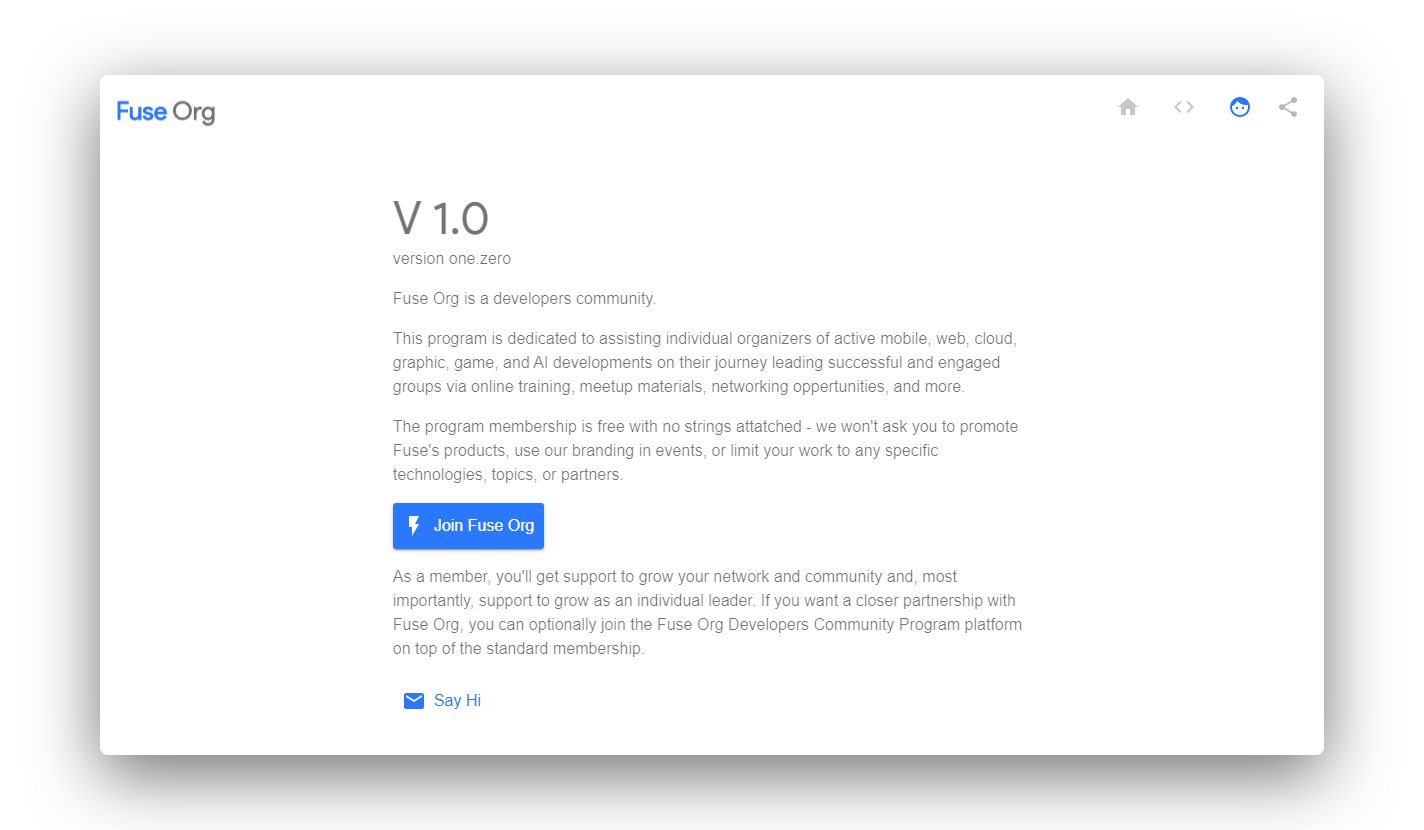 Fuse Org
V 1.0
version one.zero
Fuse Org is a developers community.
This program is dedicated to assisting individual organizers of active mobile, web, cloud,
graphic, game, and AI developments on their journey leading successful and engaged
groups via online training, meetup materials, networking oppertunities, and more.
The program membership is free with no strings attatched - we won't ask you to promote
Fuse's products, use our branding in events, or limit your work to any specific
technologies, topics, or partners.
Join Fuse Org
As a member, you'll get support to grow your network and community and, most
importantly, support to grow as an individual leader. If you want a closer partnership with
Fuse Org, you can optionally join the Fuse Org Developers Community Program platform
on top of the standard membership.
Say Hi